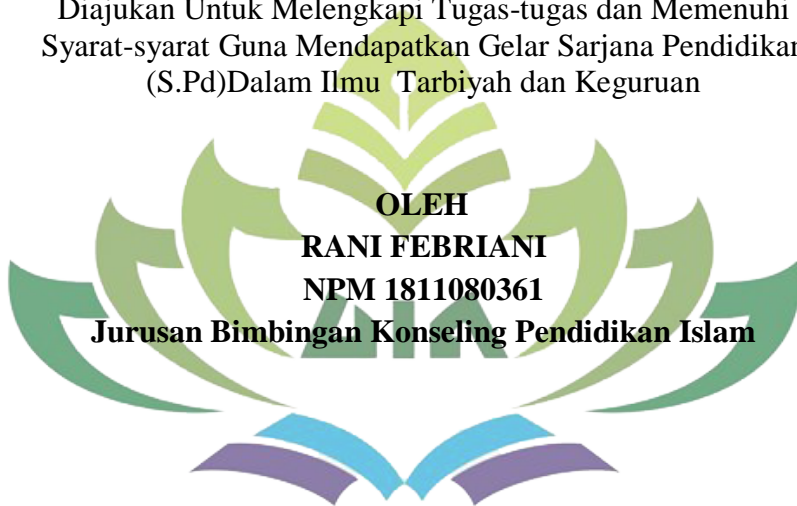 Diajukan Untuk Melengkapi Tugas-tugas dan Memenuhi
Syarat-syarat Guna Mendapatkan Gelar Sarjana Pendidikan
(S.Pd)Dalam Ilmu Tarbiyah dan Keguruan
OLEH
RANI FEBRIANI
NPM 1811080361
Jurusan Bimbingan Konseling Pendidikan Islam